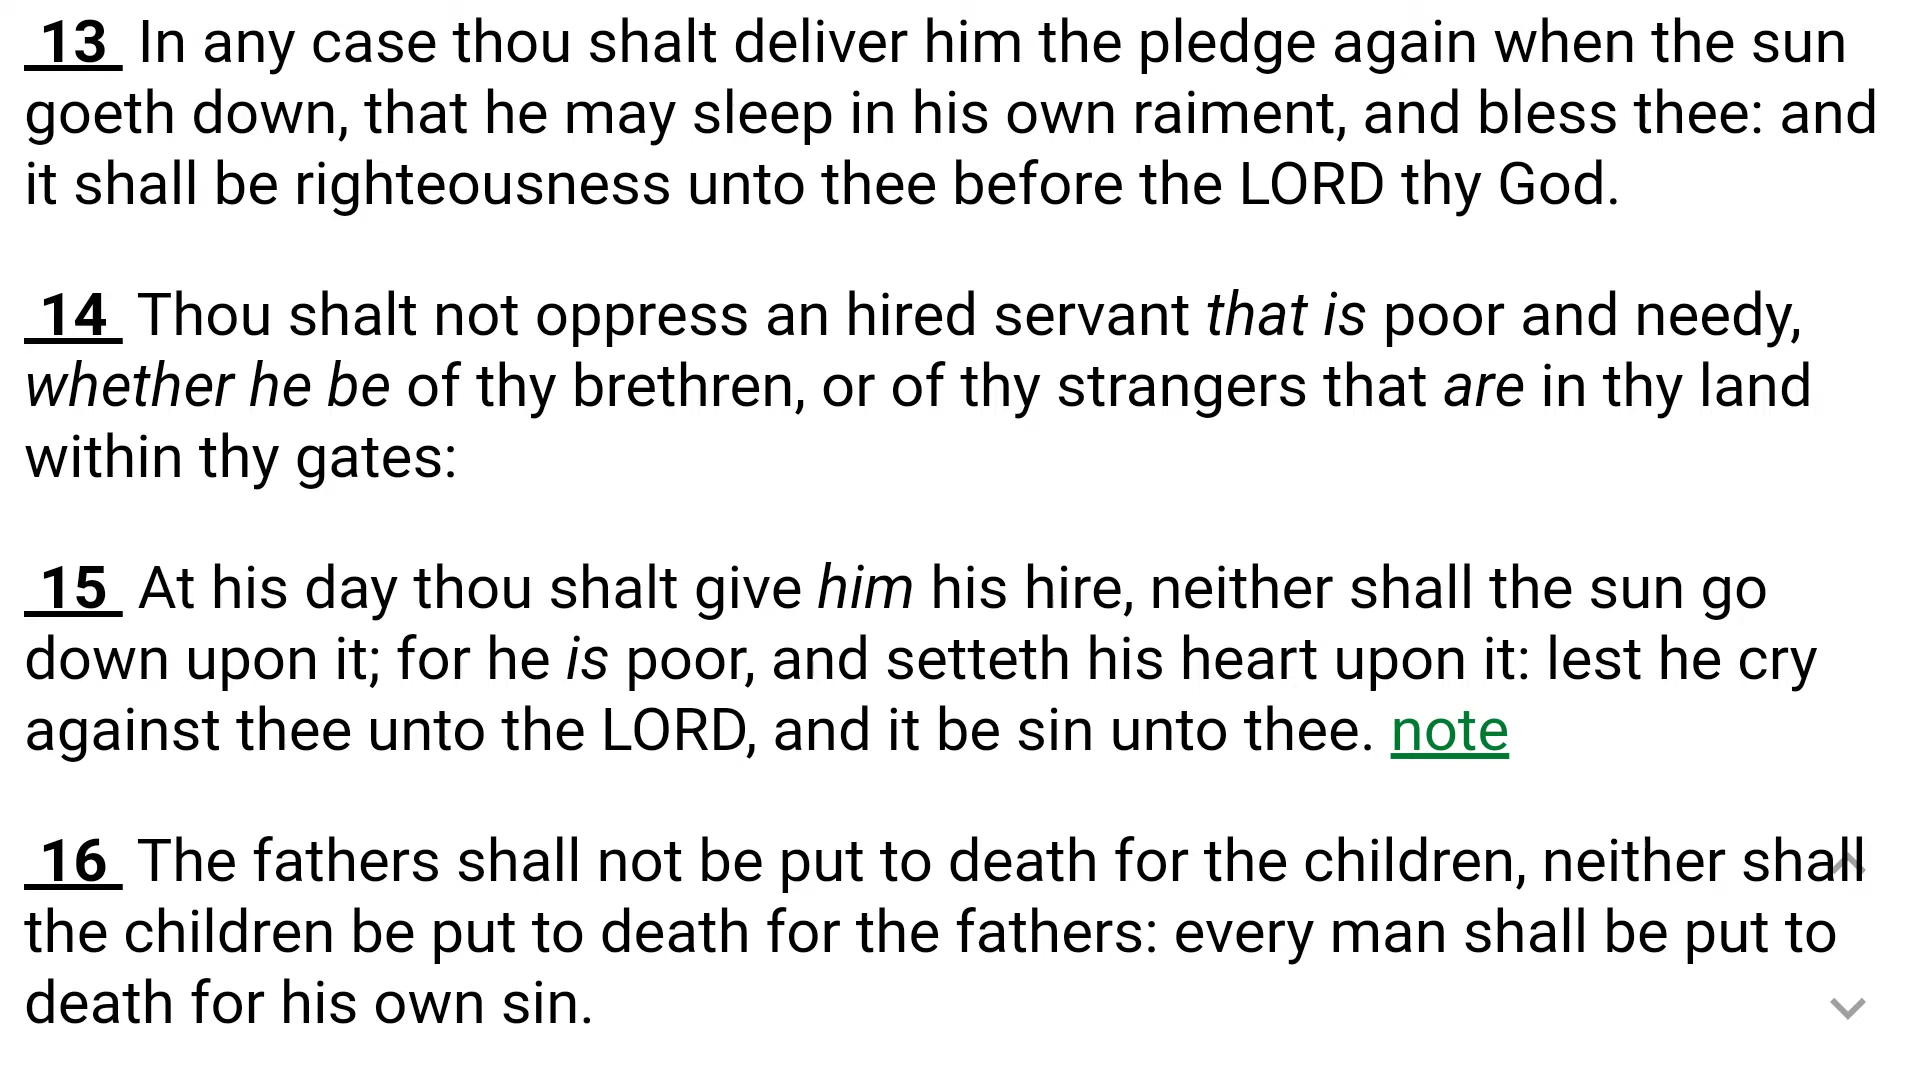 13 In any case thou shalt deliver him the pledge again when the sun
goeth down, that he may sleep in his own raiment, and bless thee: and
it shall be righteousness unto thee before the LORD thy God.
14 Thou shalt not oppress an hired servant that is poor and needy,
whether he be of thy brethren, or of thy strangers that are in thy land
within thy gates:
15 At his day thou shalt give him his hire, neither shall the sun go
down upon it; for he is poor, and setteth his heart upon it: lest he cry
against thee unto the LORD, and it be sin unto thee. note
16 The fathers shall not be put to death for the children, neither shall
the children be put to death for the fathers: every man shall be put to
death for his own sin.